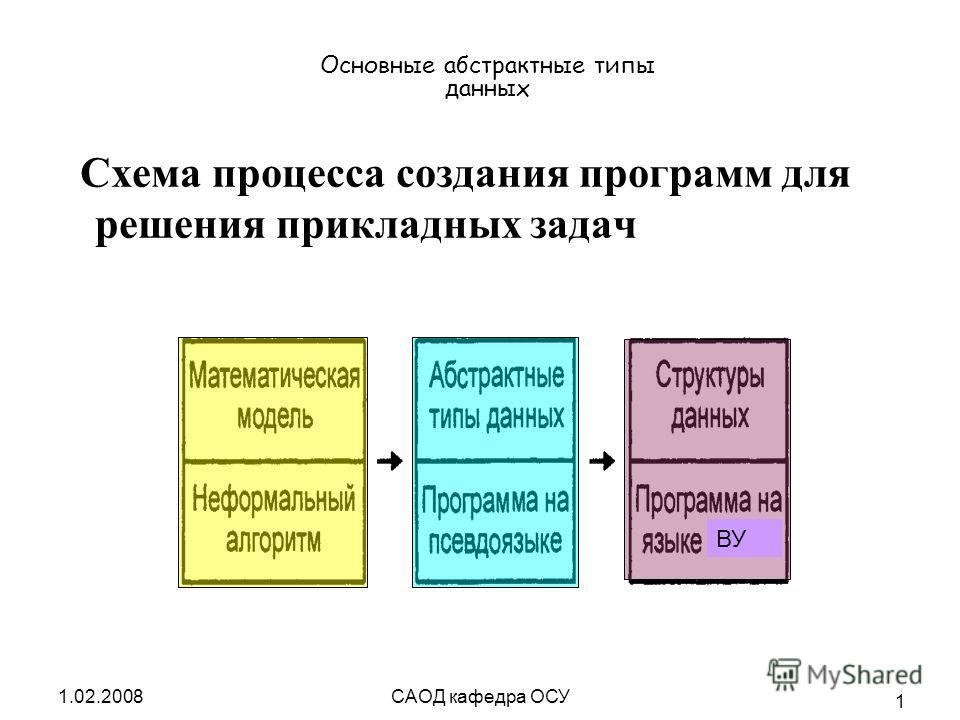 Основные абстрактные типы
данных
Схема процесса создания программ для
решения прикладных задач
Математическая
модель
Неформальный
алгоритм
Абстрактные
типы данных
Программа на
псевдоязыке
Структуры
данных
Программа на
языке ВУ
1.02.2008
САОД кафедра ОСУ
1
MyShared